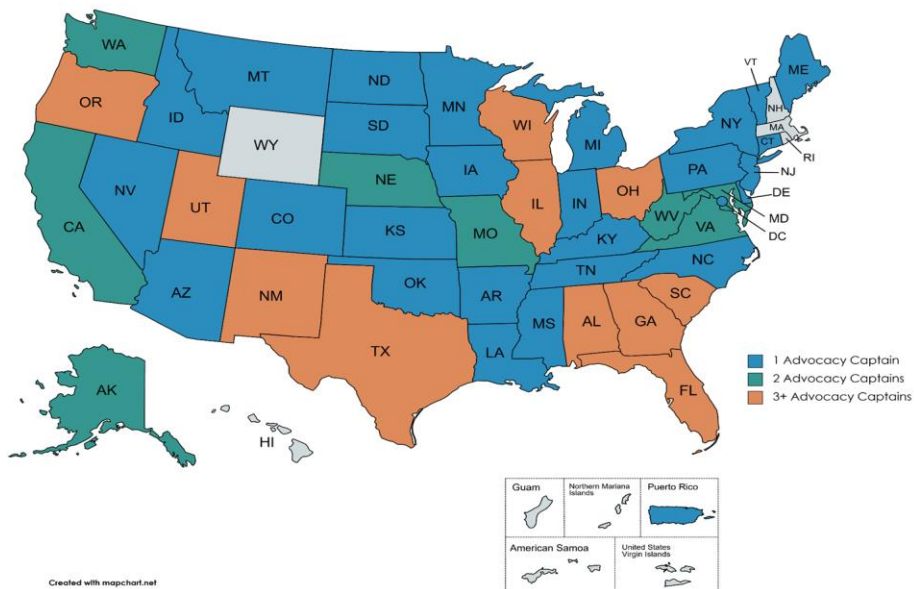 WA
MT
ND
MN
VT
ME
OR
ID
SD
WI
MI
NY
NH
MA
CT
RI
WY
IA
PA
NJ
NE
OH
DE
NV
UT
CO
IL
IN
WV
VA
MD
DC
CA
KS
MO
KY
NC
TN
AZ
NM
OK
AR
SC
MS
AL
GA
TX
LA
FL
AK
HI
1 Advocacy Captain
2 Advocacy Captains
3+ Advocacy Captains
Guam
Northern Mariana
Islands
Puerto Rico
American Samoa
United States
Virgin Islands
Created with mapchart.net